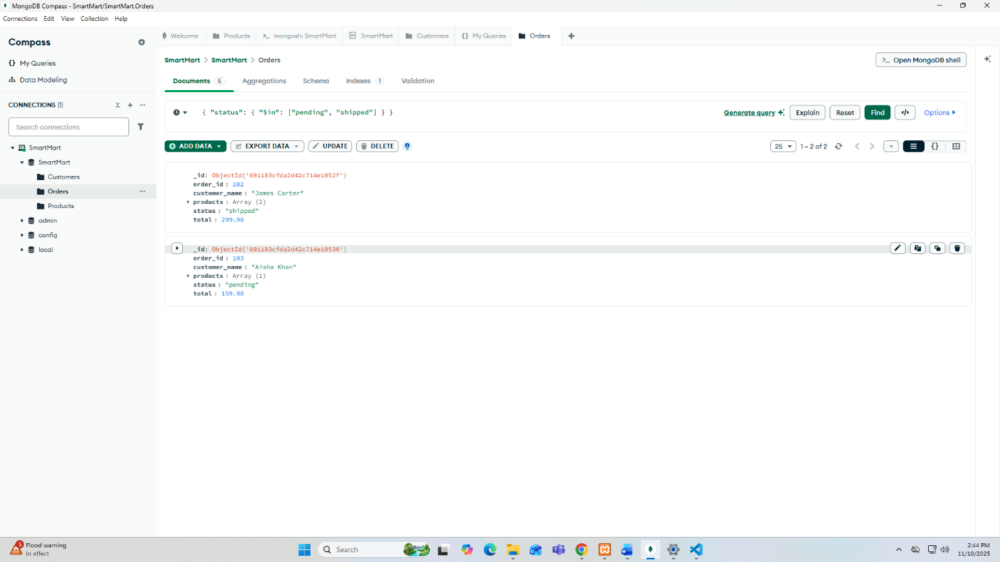 MongoDB Compass - SmartMart/SmartMart.Orders
Connections Edit View Collection Help
Compass
My Queries
Data Modeling
CONNECTIONS (1)
Search connections
SmartMart
SmartMart
Customers
Orders
Products
admin
config
local
Welcome Products >_ mongosh: SmartMart SmartMart Customers {} My Queries Orders
SmartMart > SmartMart > Orders
>_ Open MongoDB shell
Documents 5 Aggregations Schema Indexes 1 Validation
{ "status": { "$in": ["pending", "shipped"] } }
Generate query Explain Reset Find </> Options
ADD DATA EXPORT DATA UPDATE DELETE
25 1 – 2 of 2
_id: ObjectId('691183cfda2d42c714e1052f')
order_id : 102
customer_name : "James Carter"
products : Array (2)
status : "shipped"
total : 299.98
_id: ObjectId('691183cfda2d42c714e10530')
order_id : 103
customer_name : "Aisha Khan"
products : Array (1)
status : "pending"
total : 159.98
5
Flood warning
In effect
Search
2:44 PM
11/10/2025